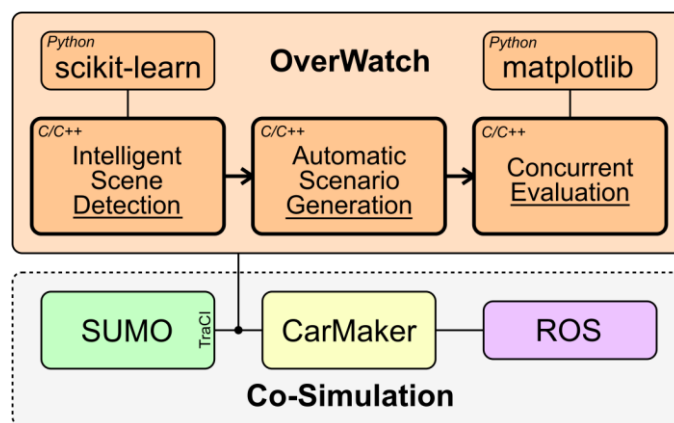 Python
scikit-learn
OverWatch
Python
matplotlib
C/C++
Intelligent
Scene
Detection
C/C++
Automatic
Scenario
Generation
C/C++
Concurrent
Evaluation
SUMO
TraCI
CarMaker
ROS
Co-Simulation